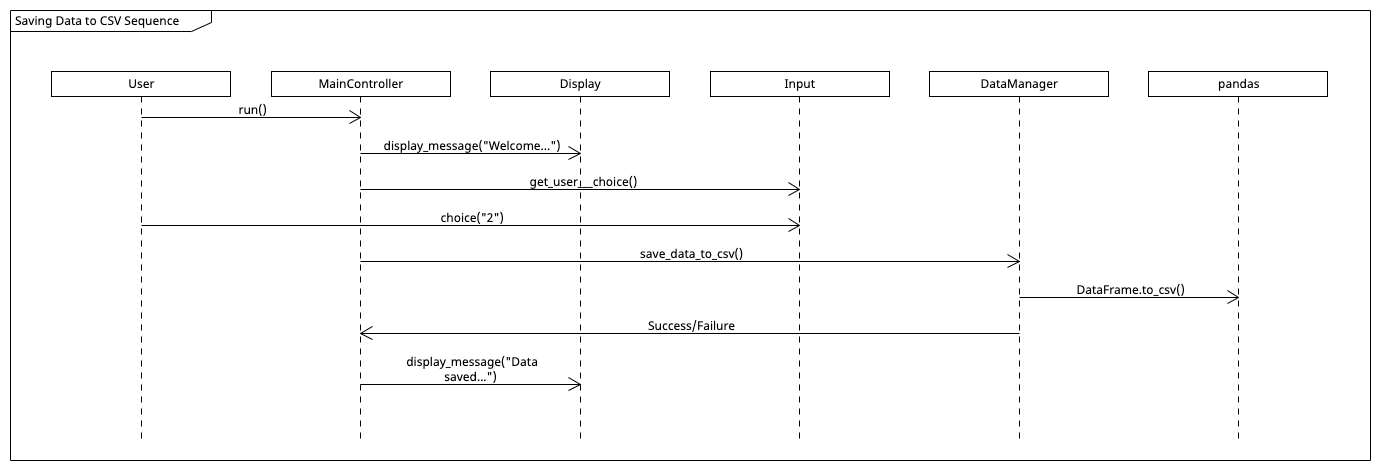 Saving Data to CSV Sequence
User
MainController
Display
Input
DataManager
pandas
run()
display_message("Welcome...")
get_user__choice()
choice("2")
save_data_to_csv()
DataFrame.to_csv()
Success/Failure
display_message("Data
saved...")